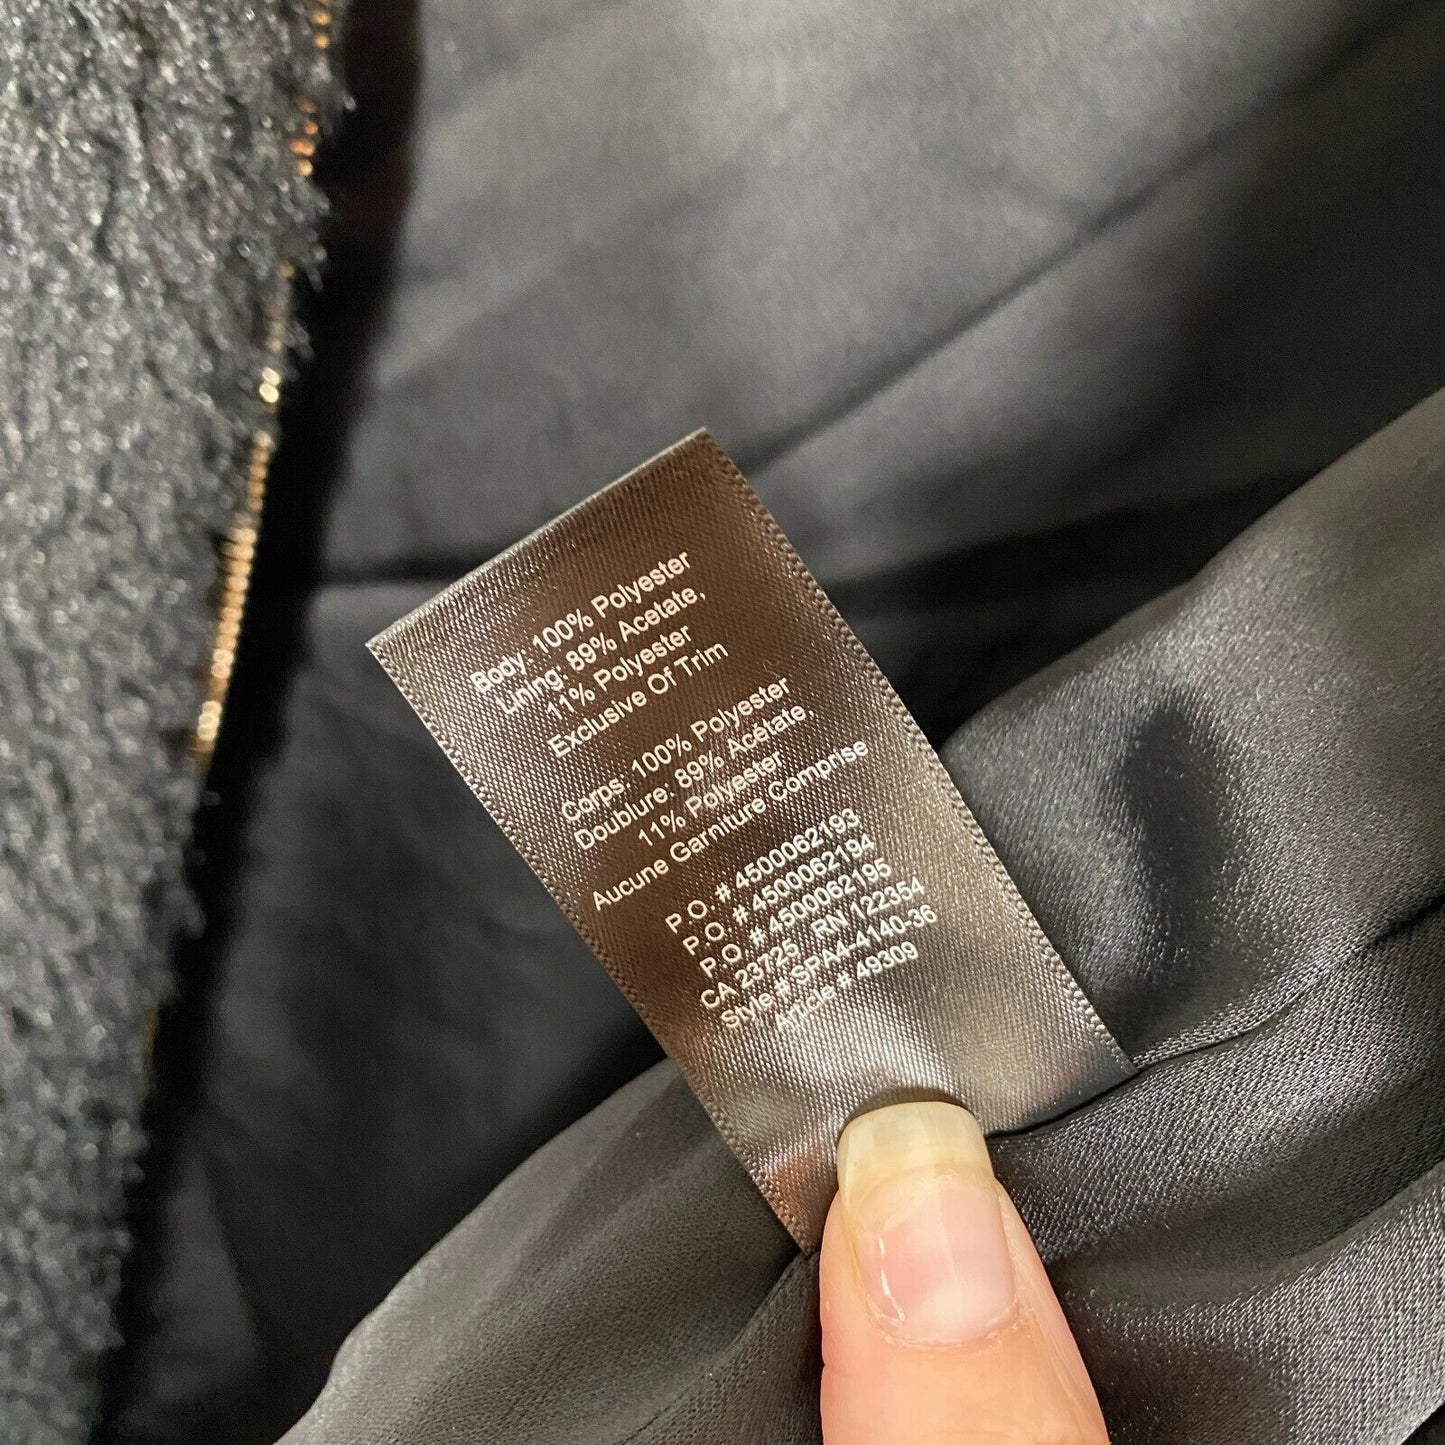 Body: 100% Polyester
Lining: 89% Acetate,
11% Polyester
Exclusive Of Trim
Corps: 100% Polyester
Doublure: 89% Acétate,
11% Polyester
Aucune Garniture Comprise
P.O. # 4500062193
P.O. # 4500062194
P.O. # 4500062195
CA 23725 RN 122354
Style # SPA4-4140-36
Article # 49309